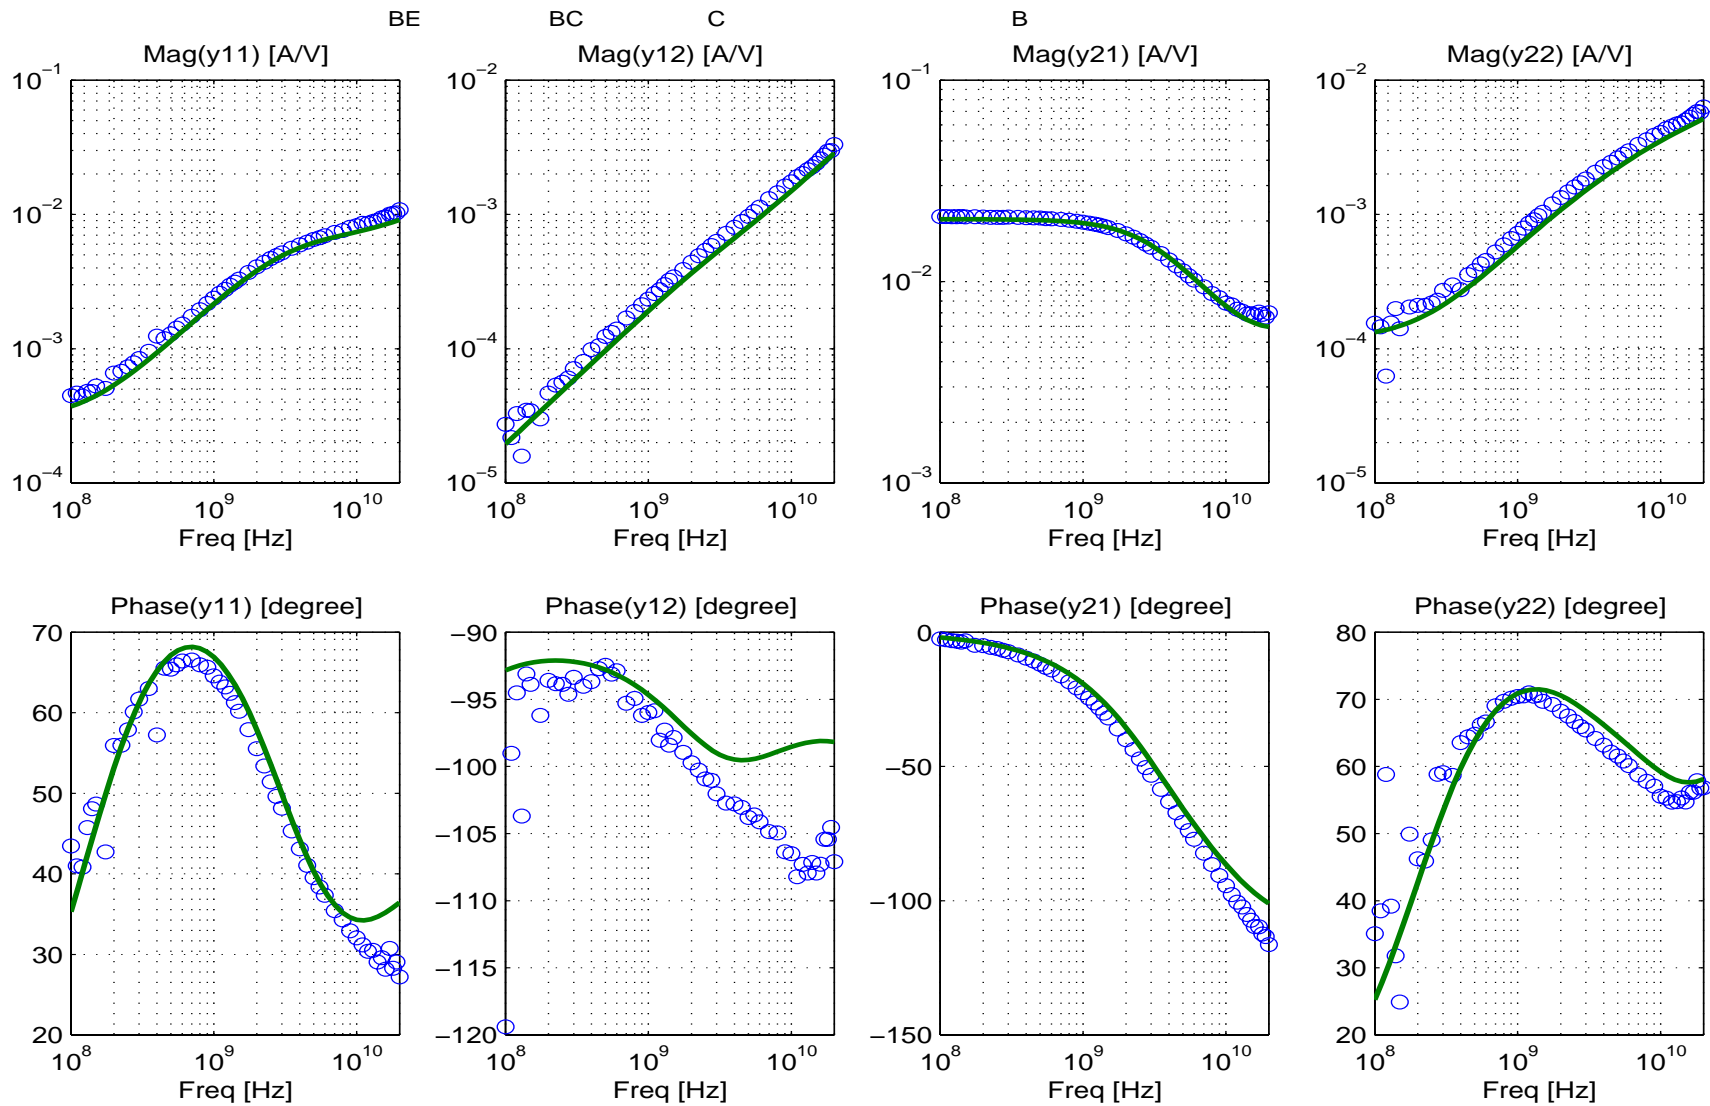 BE BC C B
Mag(y11) [A/V] Mag(y12) [A/V] Mag(y21) [A/V] Mag(y22) [A/V]
10^-1 10^-2 10^-1 10^-2
10^-2 10^-3 10^-2 10^-3
10^-3 10^-4 10^-4
10^-4 10^-5 10^-3 10^-5
10^8 10^9 10^10 10^8 10^9 10^10 10^8 10^9 10^10 10^8 10^9 10^10
Freq [Hz] Freq [Hz] Freq [Hz] Freq [Hz]
Phase(y11) [degree] Phase(y12) [degree] Phase(y21) [degree] Phase(y22) [degree]
70 −90 0 80
60 −95 70
50 −100 −50 60
40 −105 50
−110 −100 40
30 −115 30
20 −120 −150 20
10^8 10^9 10^10 10^8 10^9 10^10 10^8 10^9 10^10 10^8 10^9 10^10
Freq [Hz] Freq [Hz] Freq [Hz] Freq [Hz]